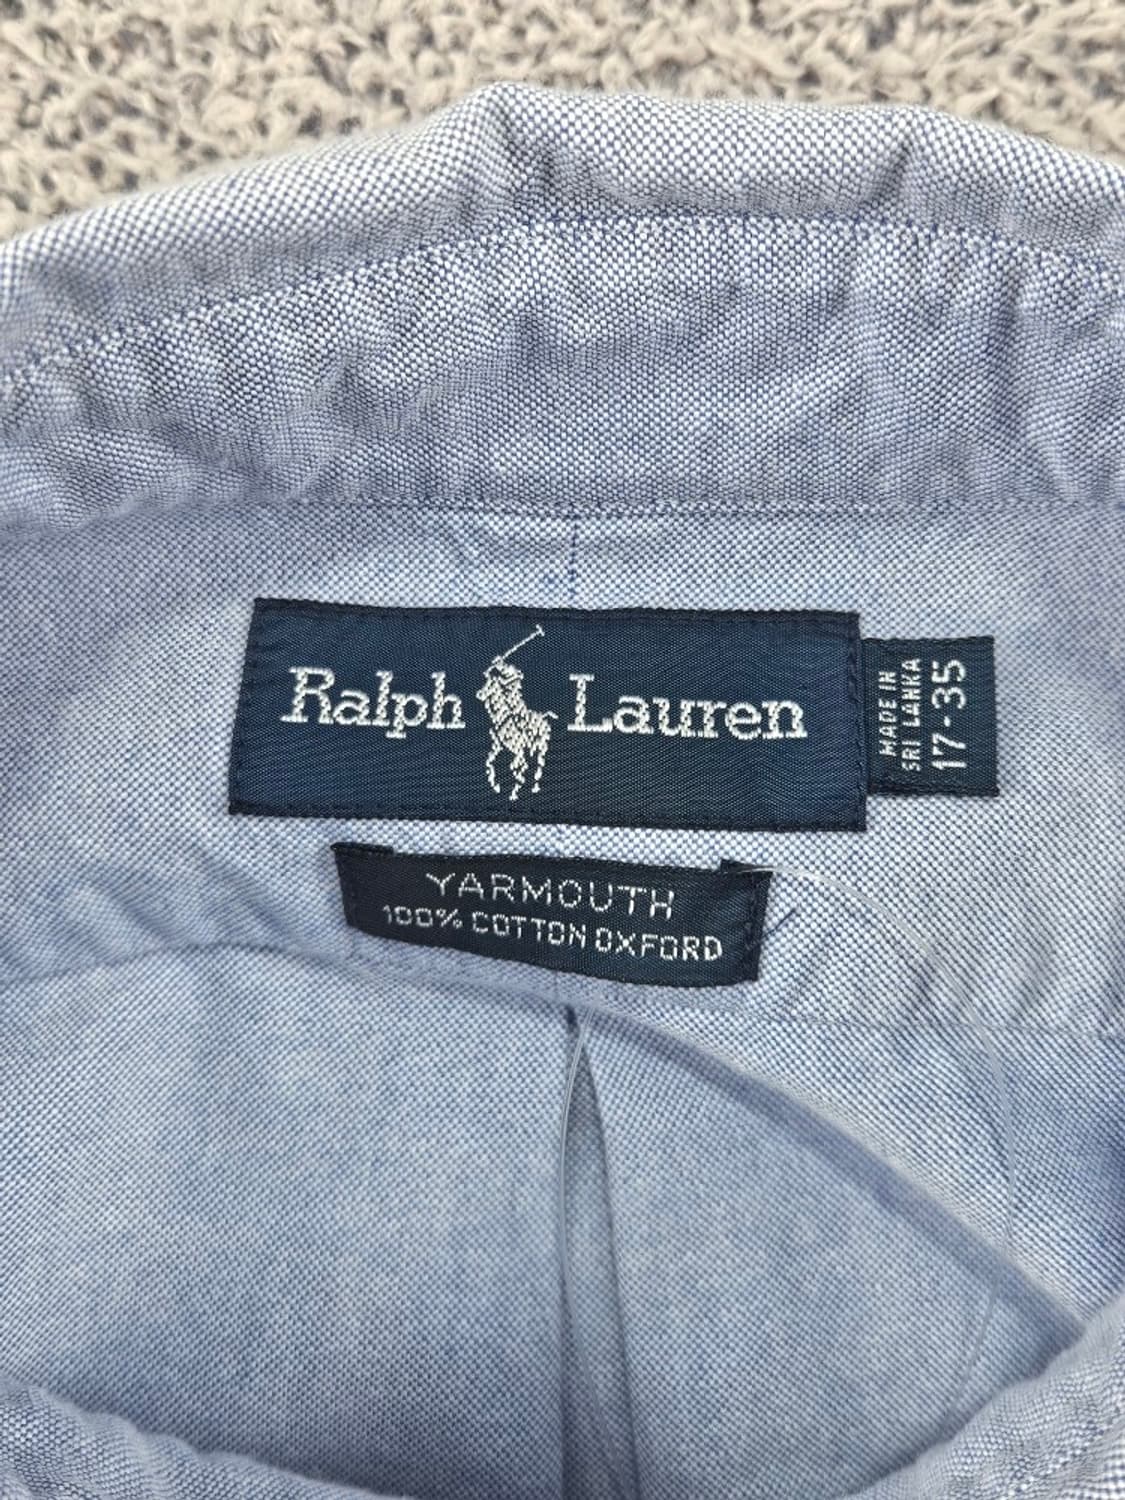 Ralph Lauren
MADE IN
SRI LANKA
17-35
YARMOUTH
100% COTTON OXFORD